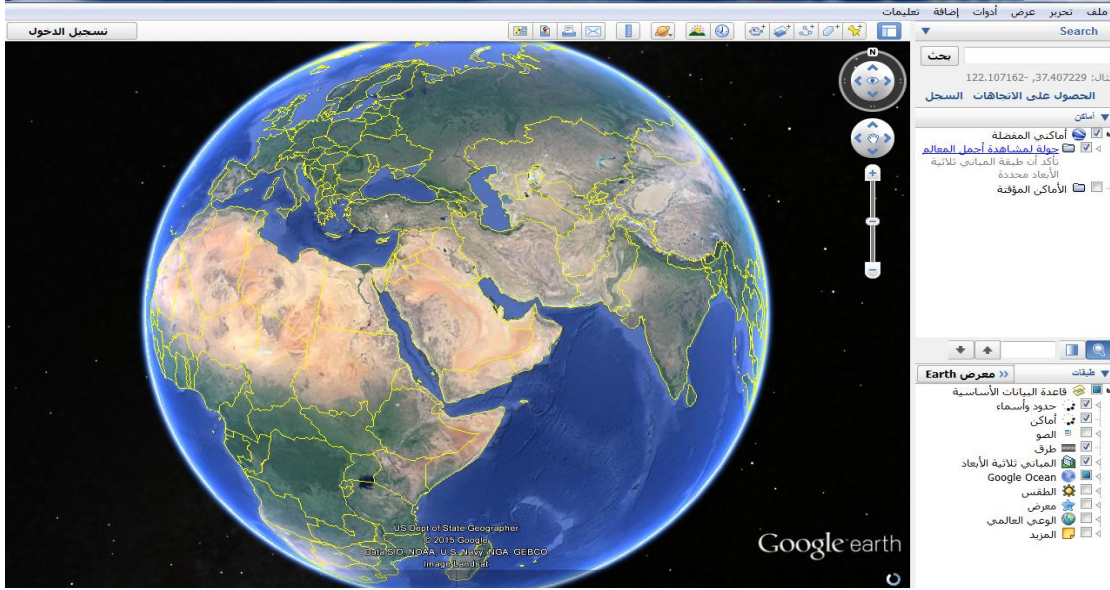 ملف تحرير عرض أدوات إضافة تعليمات
تسجيل الدخول
N
Search
بحث
37.407229, -122.107162
الحصول على الاتجاهات السجل
أماكن
أماكني المفضلة
جولة لمشاهدة أجمل المعالم
تأكد أن طبقة المباني ثلاثية
الأبعاد محددة
الأماكن المؤقتة
طبقات
معرض Earth >>
قاعدة البيانات الأساسية
حدود وأسماء
أماكن
الصو
طرق
المباني ثلاثية الأبعاد
Google Ocean
الطقس
معرض
الوعي العالمي
المزيد
US Dept of State Geographer
© 2015 Google
Data SIO, NOAA, U.S. Navy, NGA, GEBCO
Image Landsat
Google earth